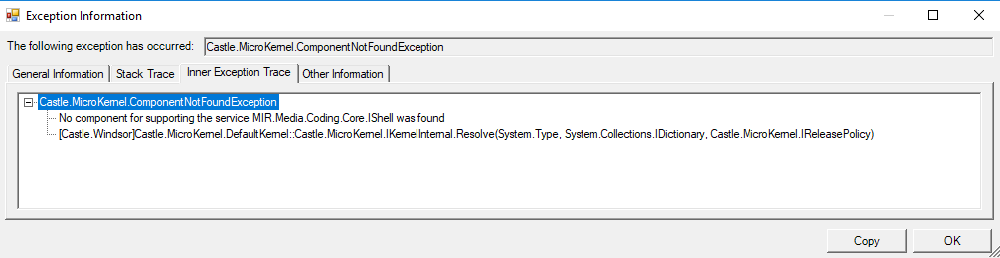 Exception Information
The following exception has occurred: Castle.MicroKernel.ComponentNotFoundException
General Information Stack Trace Inner Exception Trace Other Information
Castle.MicroKernel.ComponentNotFoundException
No component for supporting the service MIR.Media.Coding.Core.IShell was found
[Castle.Windsor]Castle.MicroKernel.DefaultKernel::Castle.MicroKernel.IKernelInternal.Resolve(System.Type, System.Collections.IDictionary, Castle.MicroKernel.IReleasePolicy)
Copy OK